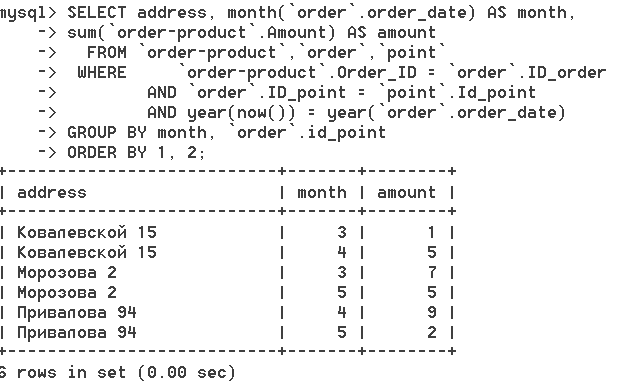 mysql> SELECT address, month(`order`.order_date) AS month,
    -> sum(`order-product`.Amount) AS amount
    ->   FROM `order-product`,`order`,`point`
    ->  WHERE     `order-product`.Order_ID = `order`.ID_order
    ->        AND `order`.ID_point = `point`.Id_point
    ->        AND year(now()) = year(`order`.order_date)
    -> GROUP BY month, `order`.id_point
    -> ORDER BY 1, 2;
+---------------------------+-------+--------+
| address                   | month | amount |
+---------------------------+-------+--------+
| Ковалевской 15            |     3 |      1 |
| Ковалевской 15            |     4 |      5 |
| Морозова 2                |     3 |      7 |
| Морозова 2                |     5 |      5 |
| Привалова 94              |     4 |      9 |
| Привалова 94              |     5 |      2 |
+---------------------------+-------+--------+
6 rows in set (0.00 sec)